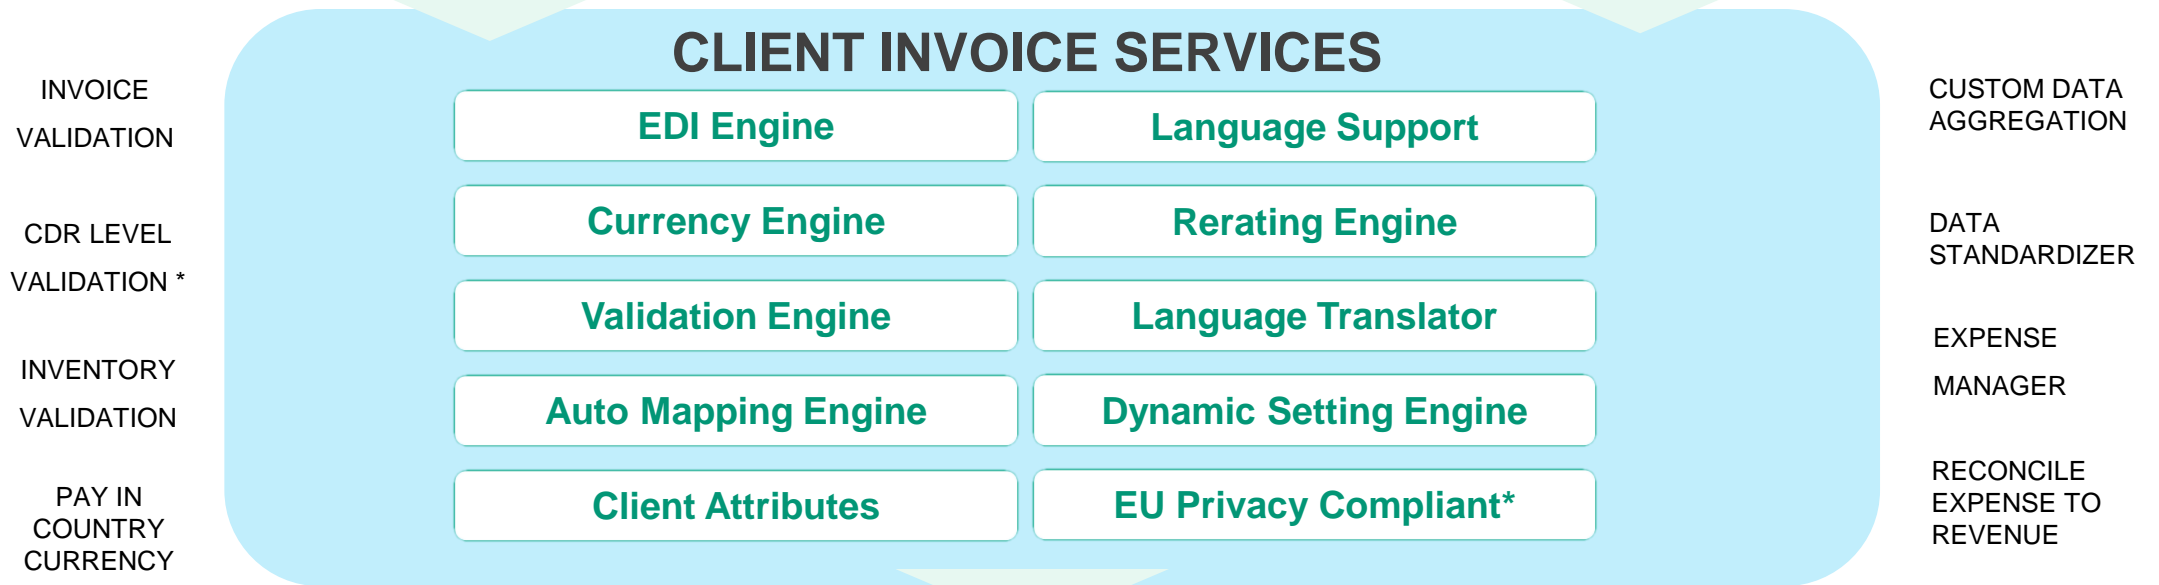 CLIENT INVOICE SERVICES
INVOICE
VALIDATION
CDR LEVEL
VALIDATION *
INVENTORY
VALIDATION
PAY IN
COUNTRY
CURRENCY
EDI Engine
Language Support
Currency Engine
Rerating Engine
Validation Engine
Language Translator
Auto Mapping Engine
Dynamic Setting Engine
Client Attributes
EU Privacy Compliant*
CUSTOM DATA
AGGREGATION
DATA
STANDARDIZER
EXPENSE
MANAGER
RECONCILE
EXPENSE TO
REVENUE